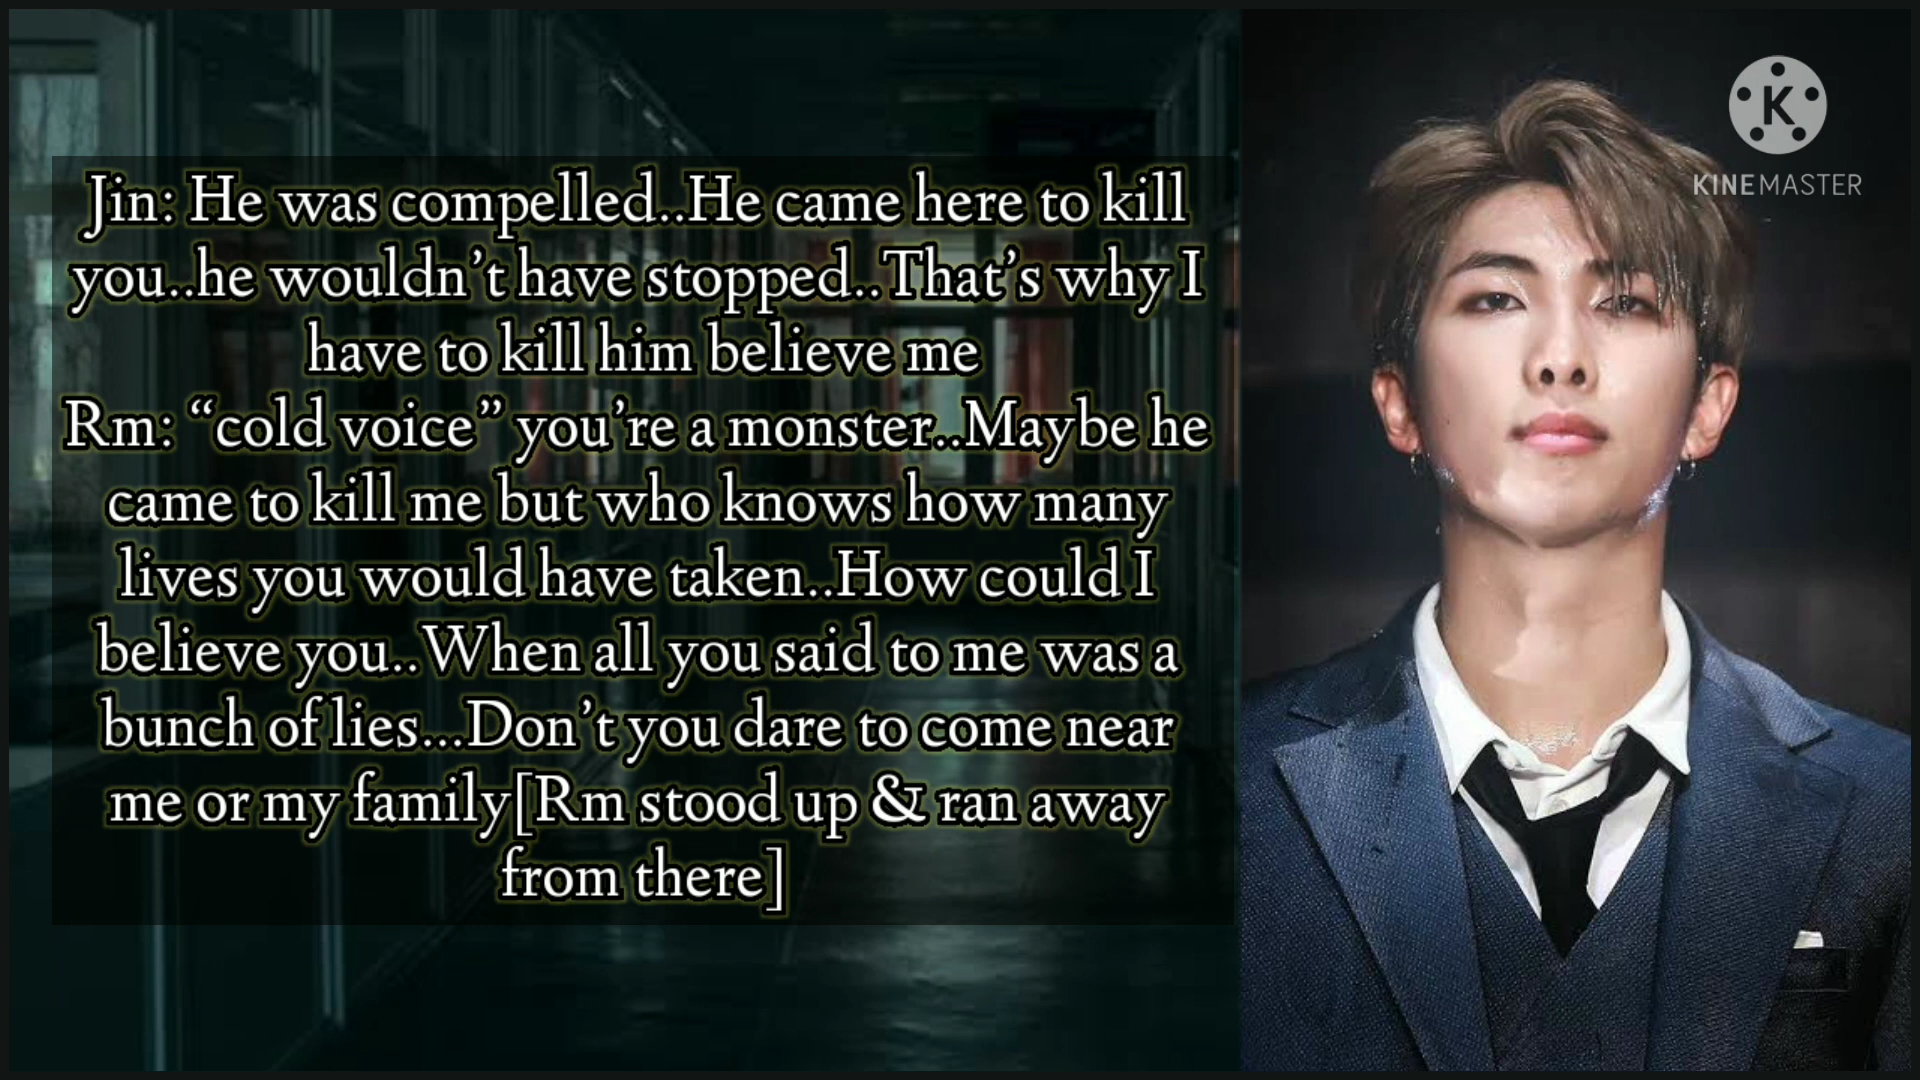 Jin: He was compelled..He came here to kill
you..he wouldn’t have stopped..That’s why I
have to kill him believe me
Rm: “cold voice” you’re a monster..Maybe he
came to kill me but who knows how many
lives you would have taken..How could I
believe you..When all you said to me was a
bunch of lies...Don’t you dare to come near
me or my family[Rm stood up & ran away
from there]
K
KINEMASTER